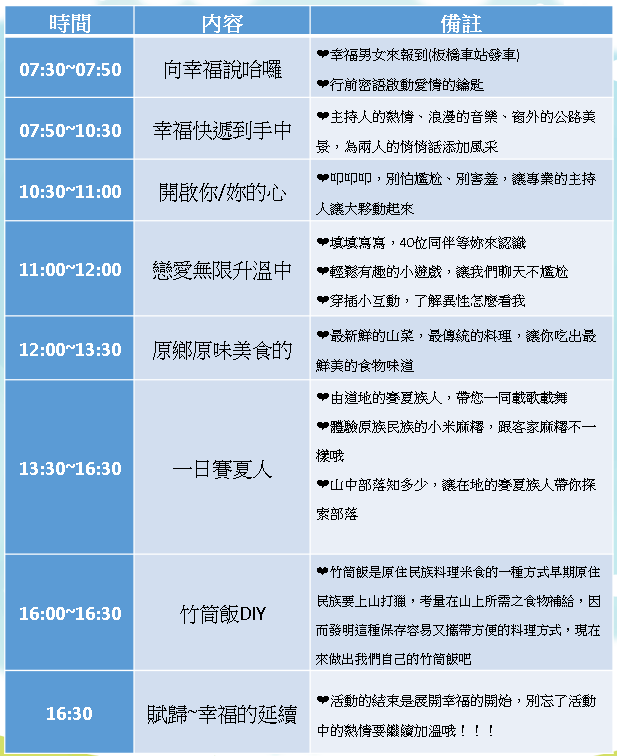 時間 內容 備註
07:30~07:50 向幸福說哈囉
❤幸福男女來報到(板橋車站發車)
❤行前密語啟動愛情的鑰匙
07:50~10:30 幸福快遞到手中
❤主持人的熱情、浪漫的音樂、窗外的公路美
景，為兩人的悄悄話添加風采
10:30~11:00 開啟你/妳的心
❤叩叩叩，別怕尷尬、別害羞，讓專業的主持
人讓大夥動起來
11:00~12:00 戀愛無限升溫中
❤填填寫寫，40位同伴等妳來認識
❤輕鬆有趣的小遊戲，讓我們聊天不尷尬
❤穿插小互動，了解異性怎麼看我
12:00~13:30 原鄉原味美食的
❤最新鮮的山菜，最傳統的料理，讓你吃出最
鮮美的食物味道
13:30~16:30 一日賽夏人
❤由道地的賽夏族人，帶您一同載歌載舞
❤體驗原族民族的小米麻糬，跟客家麻糬不一
樣哦
❤山中部落知多少，讓在地的賽夏族人帶你探
索部落
16:00~16:30 竹筒飯DIY
❤竹筒飯是原住民族料理米食的一種方式早期原住
民族要上山打獵，考量在山上所需之食物補給，因
而發明這種保存容易又攜帶方便的料理方式，現在
來做出我們自己的竹筒飯吧
16:30 賦歸~幸福的延續
❤活動的結束是展開幸福的開始，別忘了活動
中的熱情要繼續加溫哦！！！